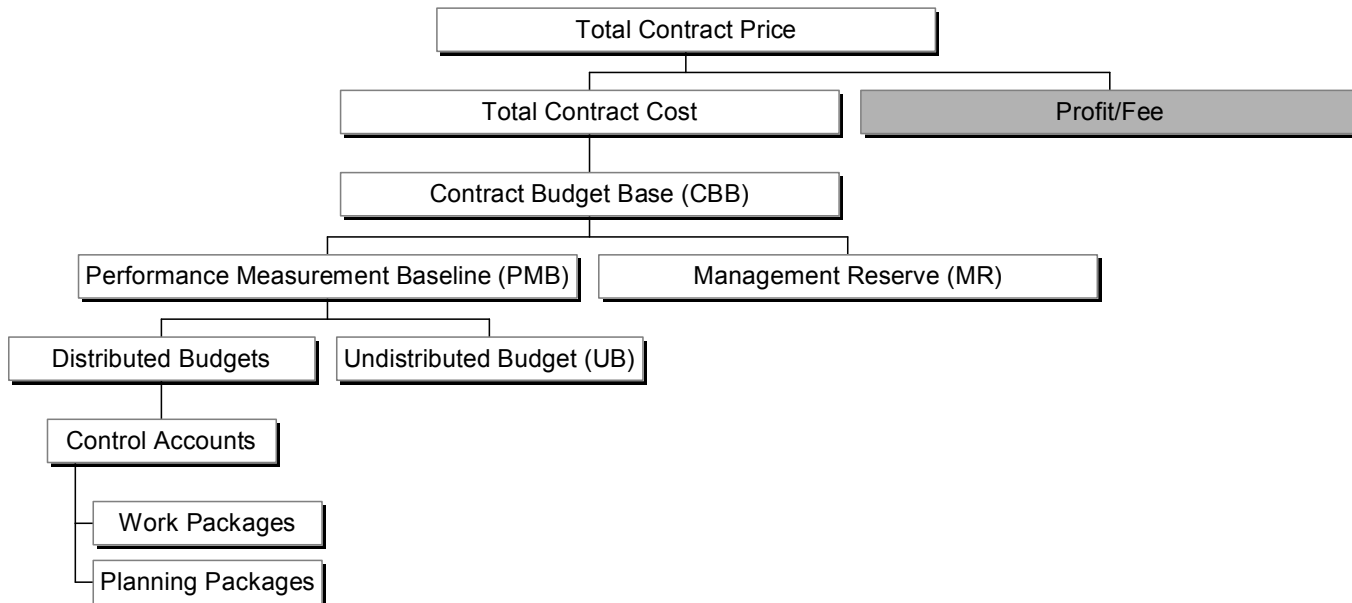 Total Contract Price
Total Contract Cost
Profit/Fee
Contract Budget Base (CBB)
Performance Measurement Baseline (PMB)
Management Reserve (MR)
Distributed Budgets
Undistributed Budget (UB)
Control Accounts
Work Packages
Planning Packages